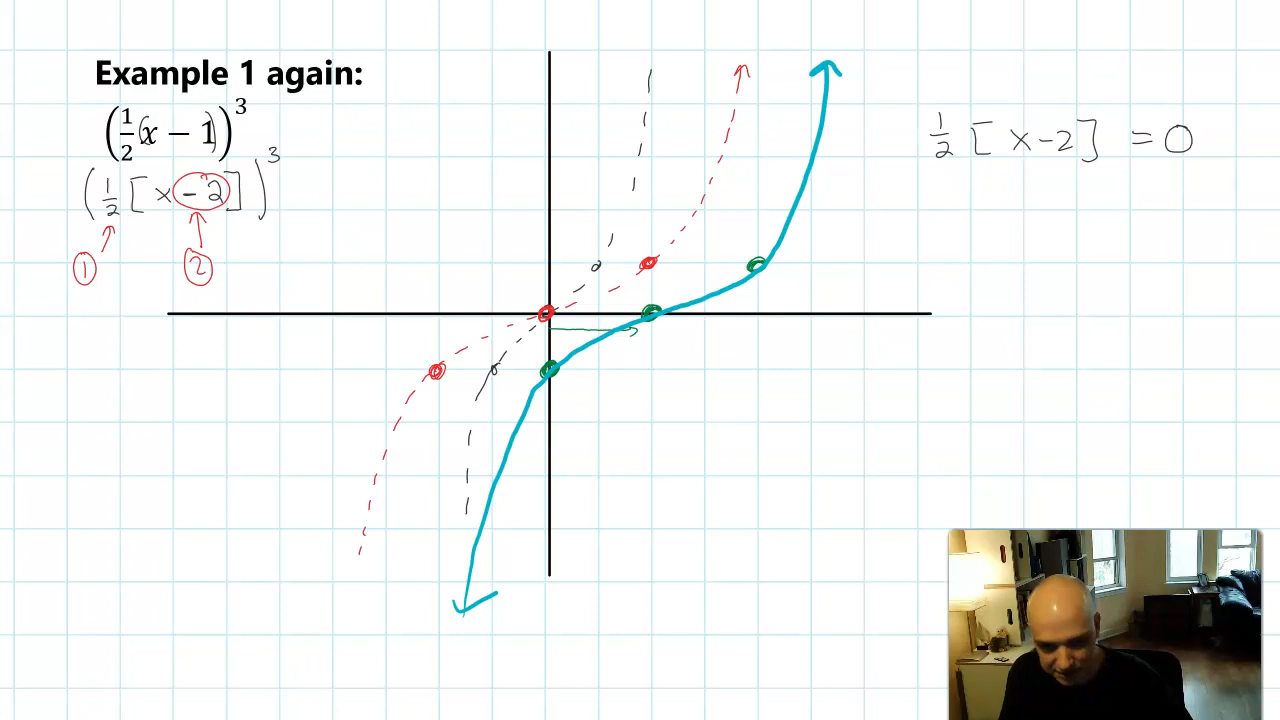 Example 1 again:
(1/2(x − 1))^3
(1/2[x − 2])^3
① ②
1/2[x − 2] = 0